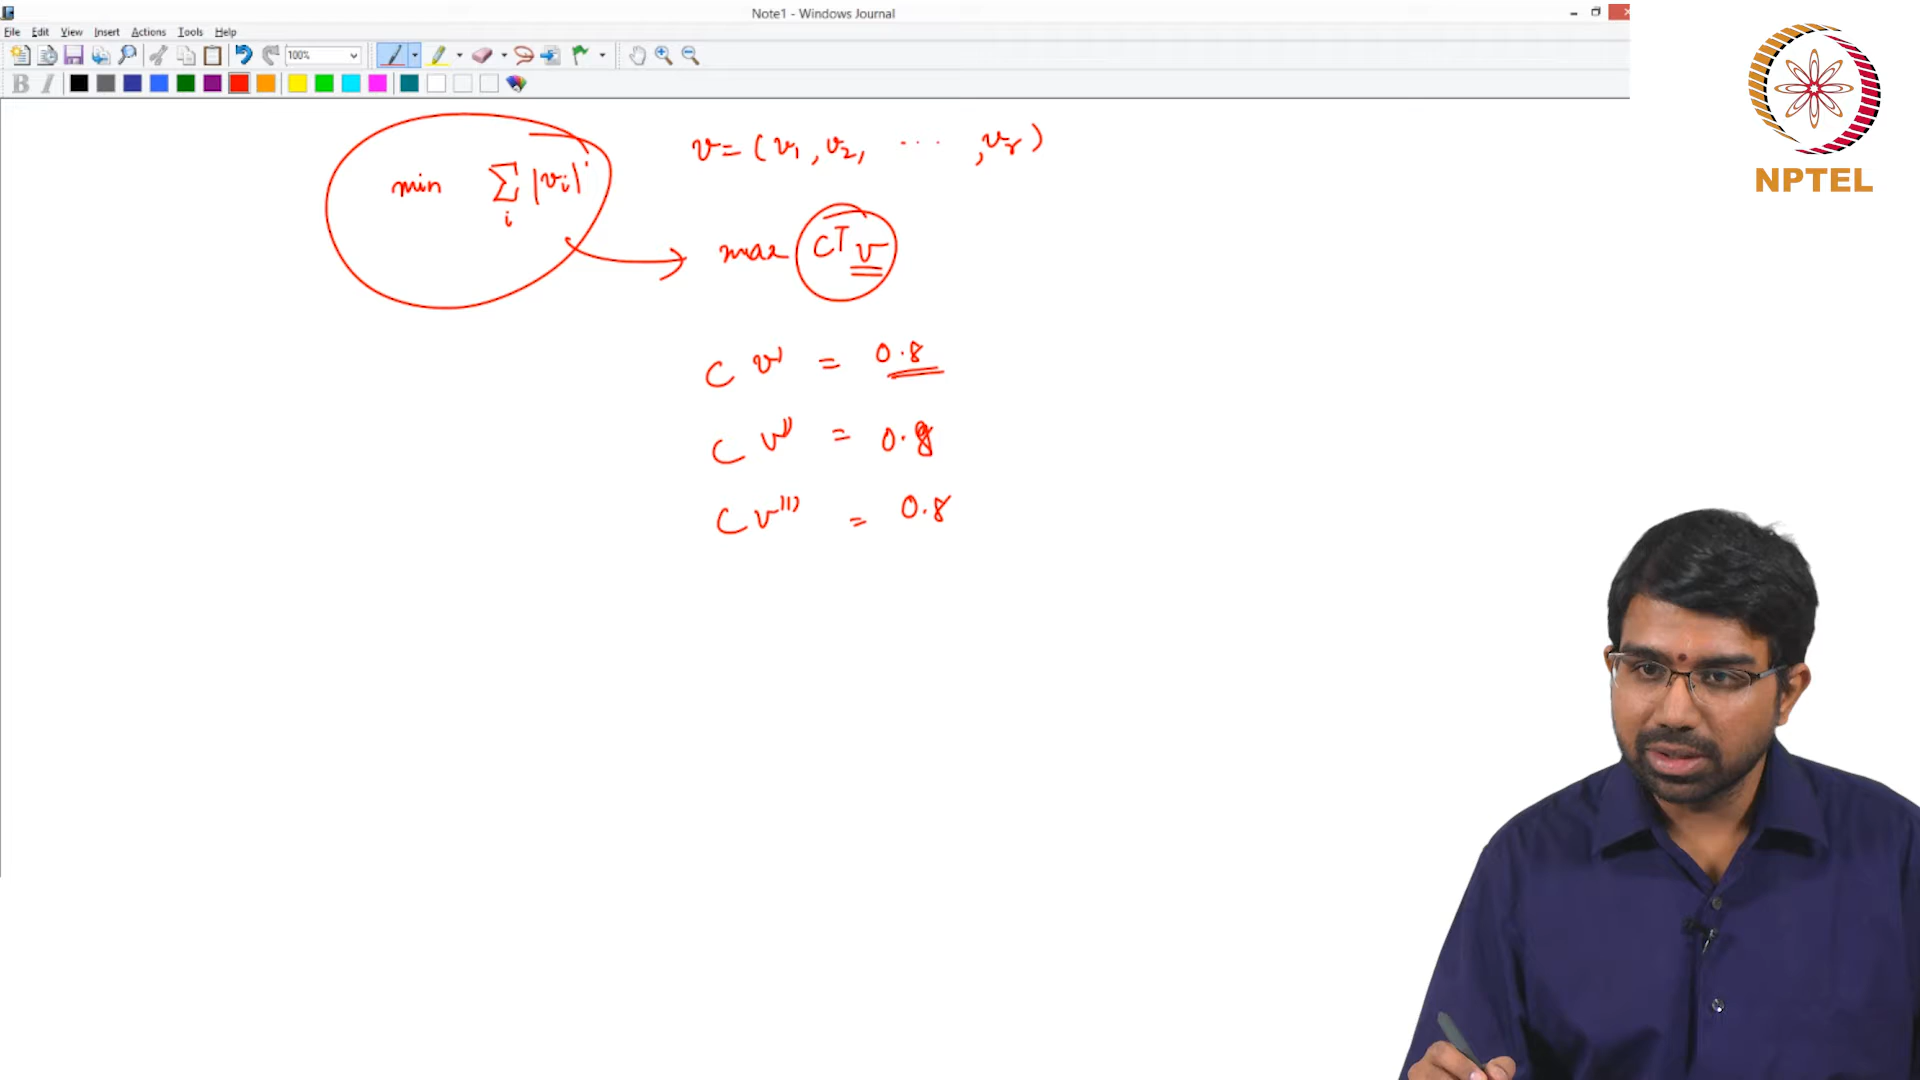 Note1 - Windows Journal
File Edit View Insert Actions Tools Help
100%
B I
NPTEL
v = (v1, v2, ... , vr)
min Σ |vi|
i
max CT v
C v' = 0.8
C v'' = 0.8
C v''' = 0.8